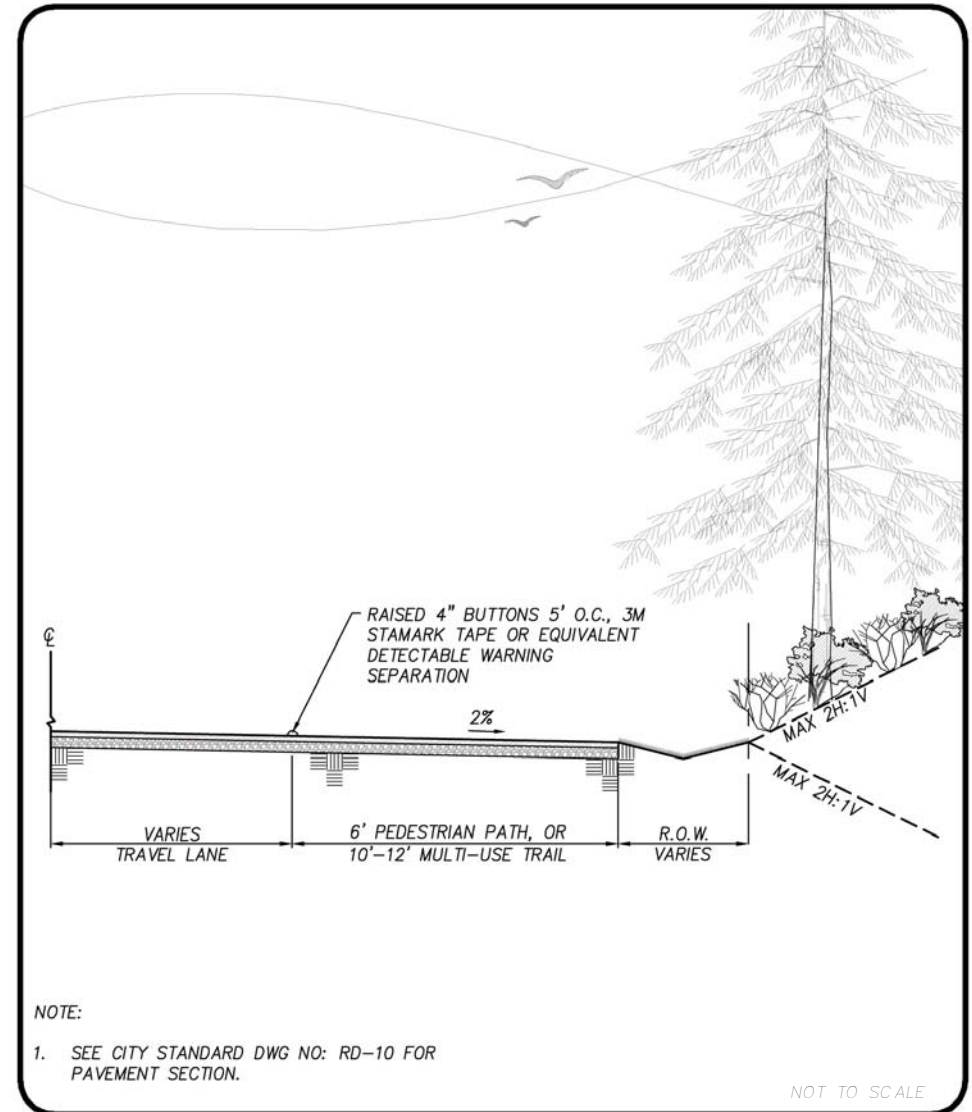 RAISED 4" BUTTONS 5' O.C., 3M
STAMARK TAPE OR EQUIVALENT
DETECTABLE WARNING
SEPARATION
℄
2%
MAX 2H:1V
MAX 2H:1V
VARIES
TRAVEL LANE
6' PEDESTRIAN PATH, OR
10'-12' MULTI-USE TRAIL
R.O.W.
VARIES
NOTE:
1. SEE CITY STANDARD DWG NO: RD-10 FOR
PAVEMENT SECTION.
NOT TO SCALE